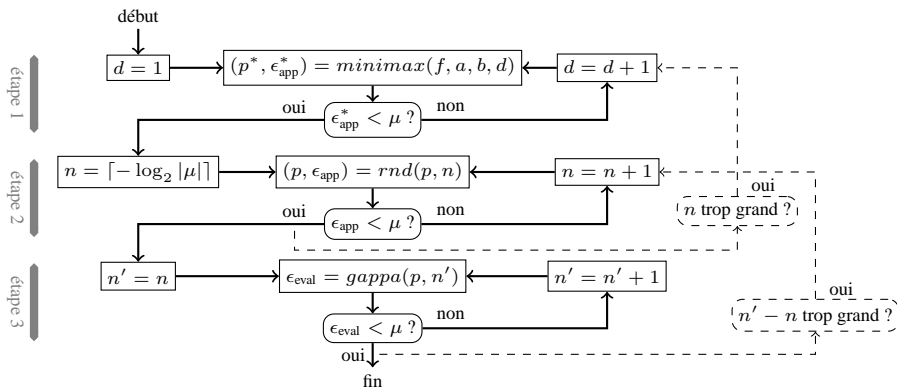 début
étape 1
d = 1
(p*, ϵ*app) = minimax(f, a, b, d)
d = d + 1
oui
ϵ*app < μ ?
non
étape 2
n = ⌈− log₂ |μ|⌉
(p, ϵapp) = rnd(p, n)
n = n + 1
oui
n trop grand ?
oui
ϵapp < μ ?
non
étape 3
n′ = n
ϵeval = gappa(p, n′)
n′ = n′ + 1
oui
n′ − n trop grand ?
ϵeval < μ ?
non
oui
fin